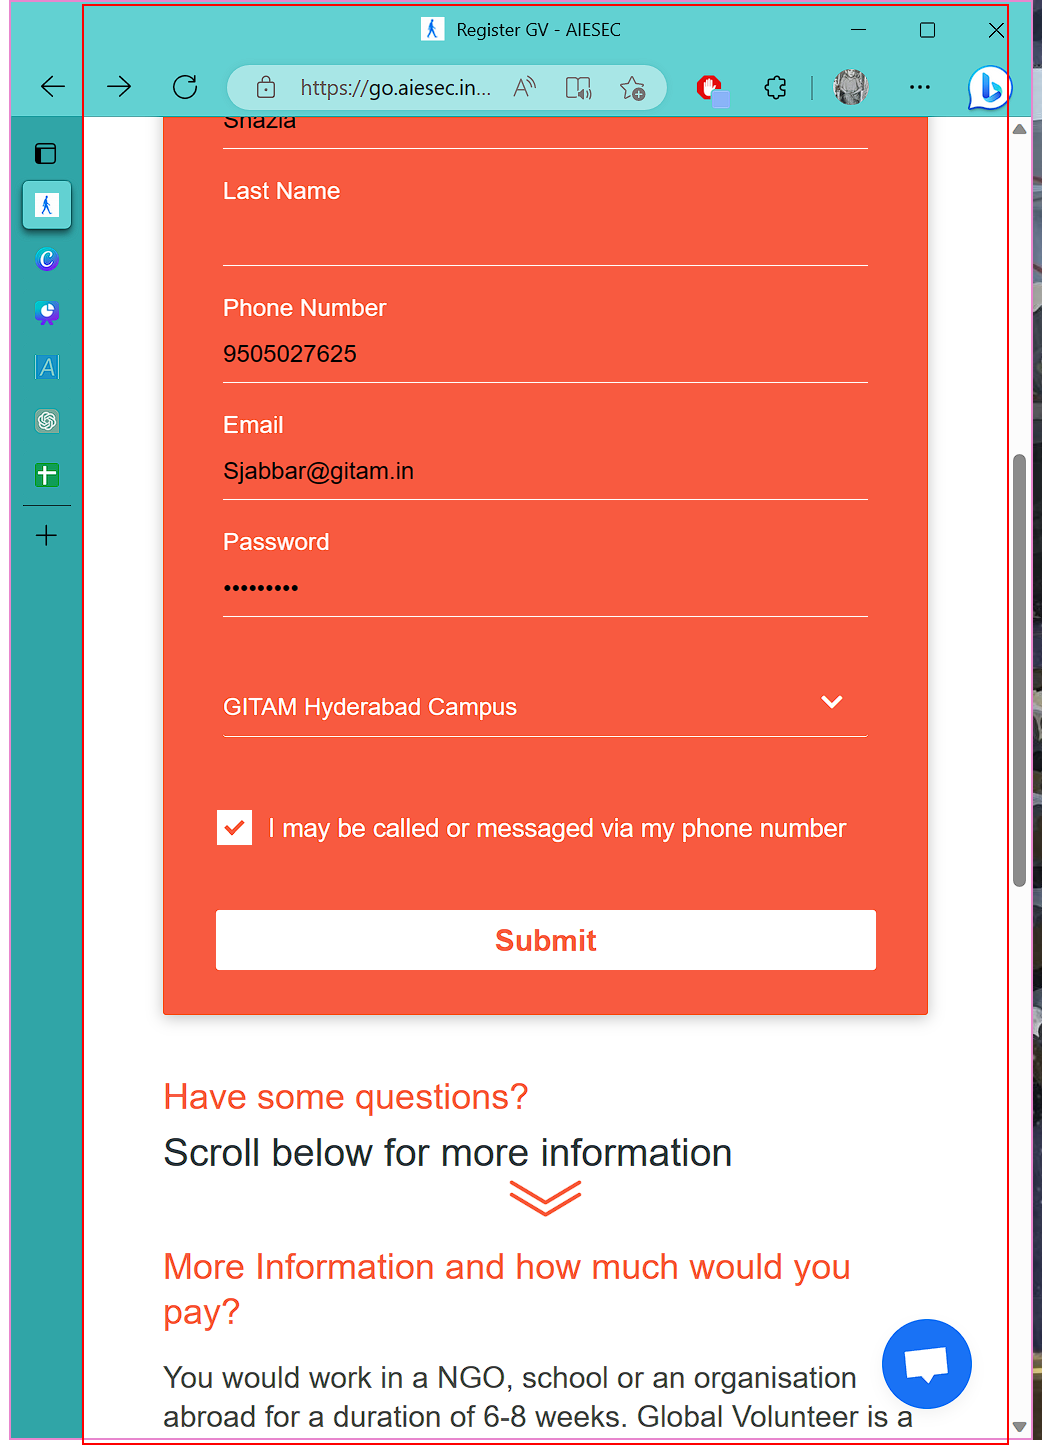 Register GV - AIESEC
https://go.aiesec.in...
Shazia
Last Name
Phone Number
9505027625
Email
Sjabbar@gitam.in
Password
•••••••••
GITAM Hyderabad Campus
I may be called or messaged via my phone number
Submit
Have some questions?
Scroll below for more information
More Information and how much would you
pay?
You would work in a NGO, school or an organisation
abroad for a duration of 6-8 weeks. Global Volunteer is a